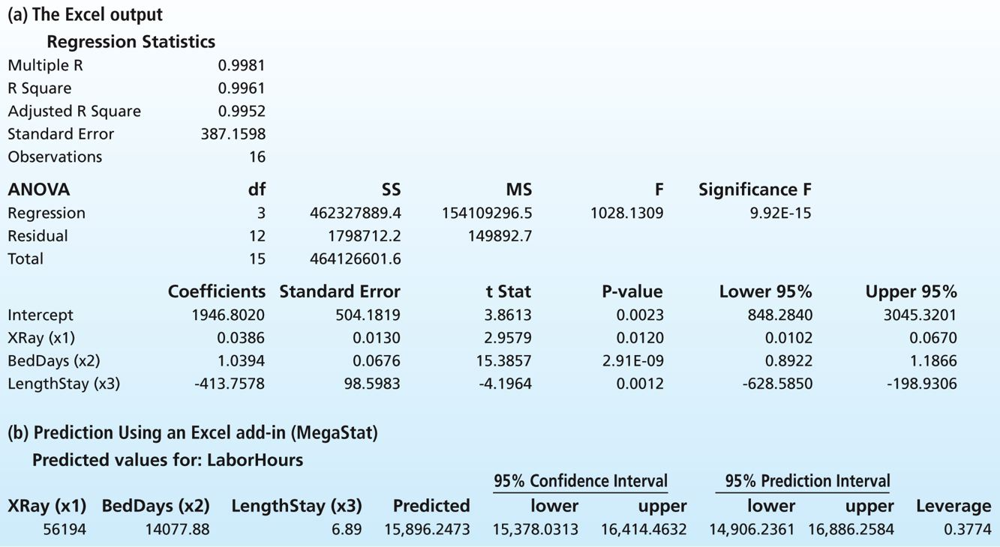 (a) The Excel output
Regression Statistics
Multiple R 0.9981
R Square 0.9961
Adjusted R Square 0.9952
Standard Error 387.1598
Observations 16
ANOVA df SS MS F Significance F
Regression 3 462327889.4 154109296.5 1028.1309 9.92E-15
Residual 12 1798712.2 149892.7
Total 15 464126601.6
Coefficients Standard Error t Stat P-value Lower 95% Upper 95%
Intercept 1946.8020 504.1819 3.8613 0.0023 848.2840 3045.3201
XRay (x1) 0.0386 0.0130 2.9579 0.0120 0.0102 0.0670
BedDays (x2) 1.0394 0.0676 15.3857 2.91E-09 0.8922 1.1866
LengthStay (x3) -413.7578 98.5983 -4.1964 0.0012 -628.5850 -198.9306
(b) Prediction Using an Excel add-in (MegaStat)
Predicted values for: LaborHours
95% Confidence Interval 95% Prediction Interval
XRay (x1) BedDays (x2) LengthStay (x3) Predicted lower upper lower upper Leverage
56194 14077.88 6.89 15,896.2473 15,378.0313 16,414.4632 14,906.2361 16,886.2584 0.3774